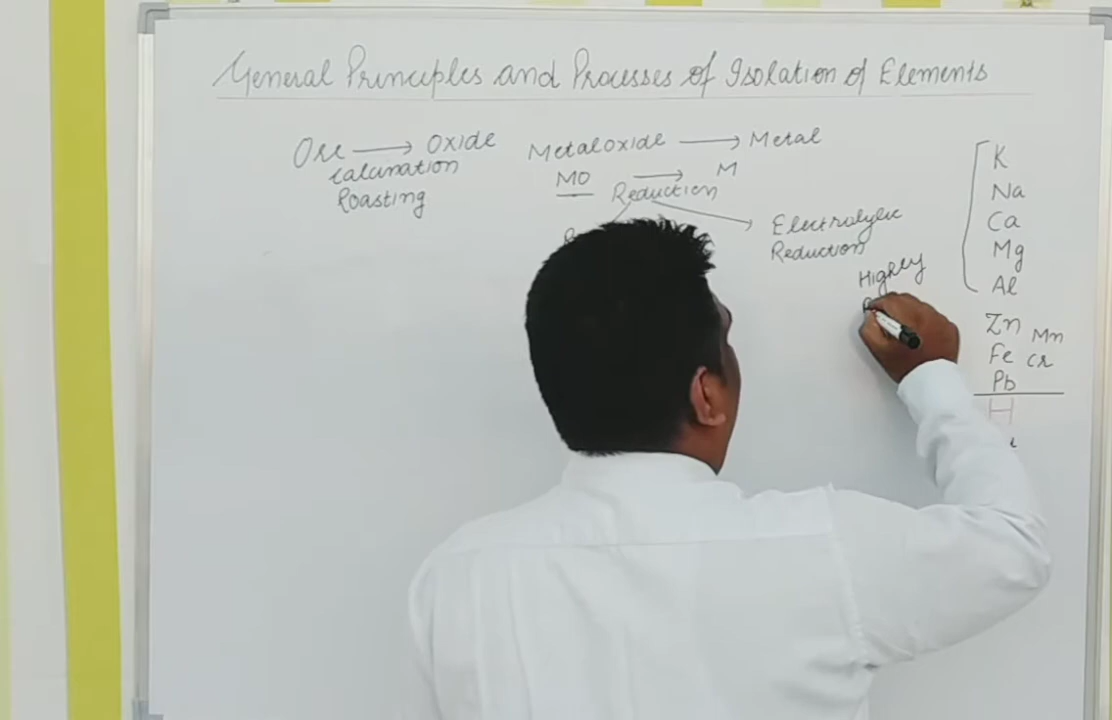 General Principles and Processes of Isolation of Elements
Ore → Oxide
Calcination
Roasting
Metaloxide → Metal
MO → M
Reduction
Electrolytic
Reduction
Highly
K
Na
Ca
Mg
Al
Zn Mn
Fe Cr
Pb
H